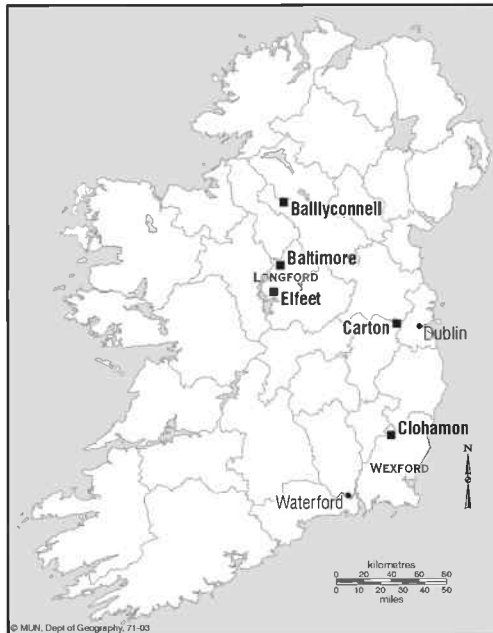 Balllyconnell
Baltimore
LONGFORD
Elfeet
Carton
Dublin
Clohamon
WEXFORD
N
Waterford
kilometres
0 20 40 60 80
0 10 20 30 40 50
miles
© MUN, Dept of Geography, 71-03